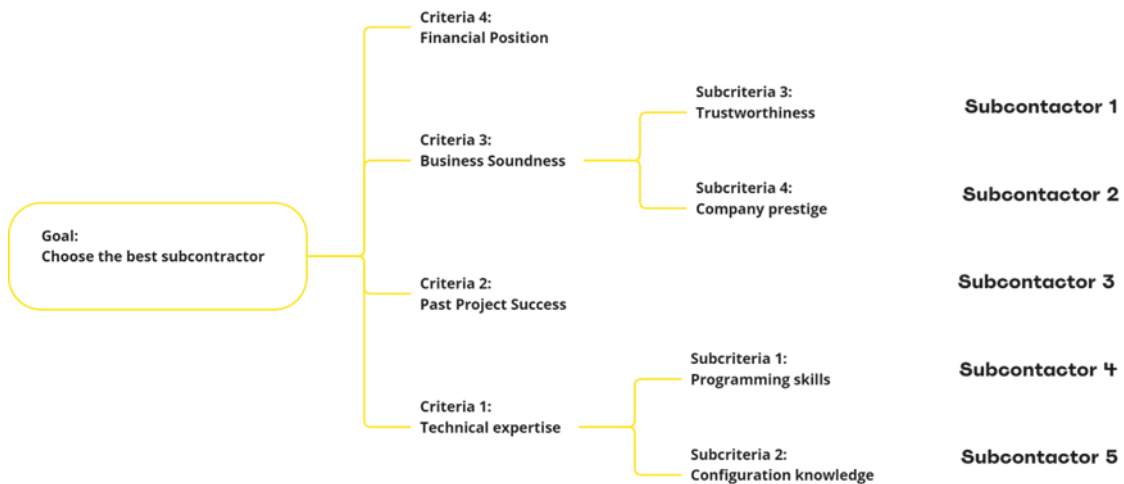 Goal:
Choose the best subcontractor
Criteria 4:
Financial Position
Criteria 3:
Business Soundness
Criteria 2:
Past Project Success
Criteria 1:
Technical expertise
Subcriteria 3:
Trustworthiness
Subcriteria 4:
Company prestige
Subcriteria 1:
Programming skills
Subcriteria 2:
Configuration knowledge
Subcontactor 1
Subcontactor 2
Subcontactor 3
Subcontactor 4
Subcontactor 5